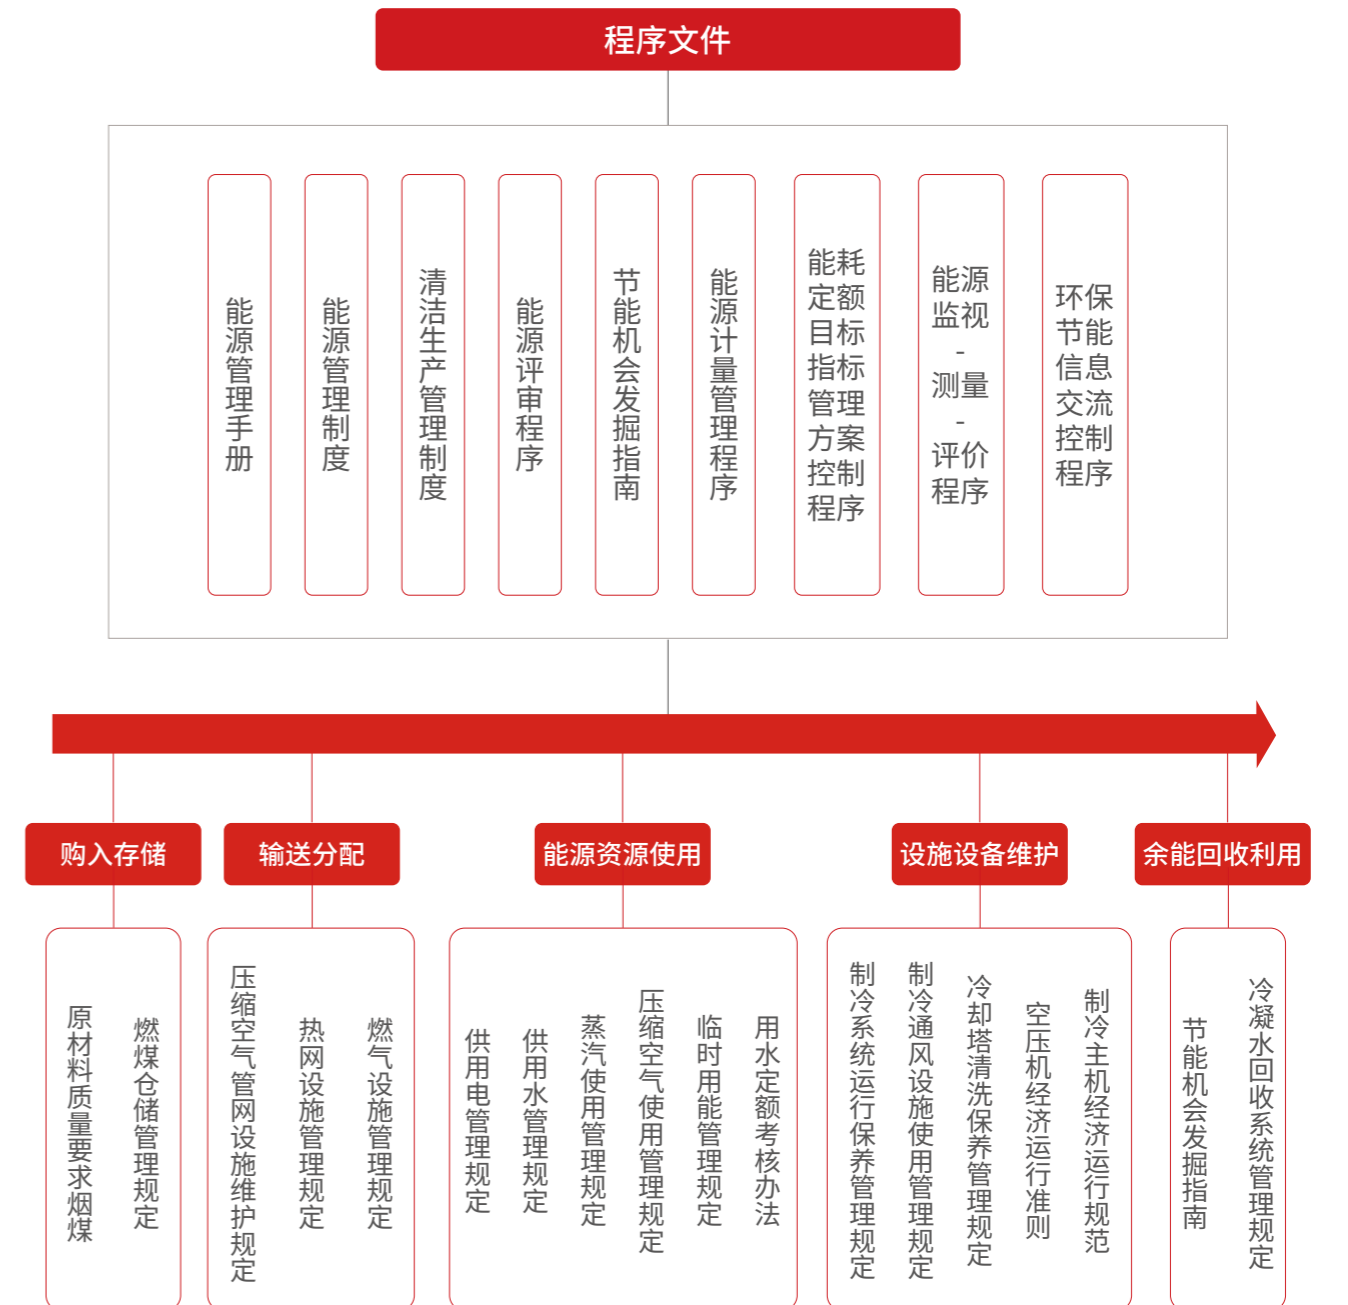 程序文件
能源管理手册
能源管理制度
清洁生产管理制度
能源评审程序
节能机会发掘指南
能源计量管理程序
能耗
定额
目标
指标
管理
方案
控制
程序
能源
监视
-
测量
-
评价
程序
环保
节能
信息
交流
控制
程序
购入存储
输送分配
能源资源使用
设施设备维护
余能回收利用
原材料质量要求烟煤
燃煤仓储管理规定
压缩空气管网设施维护规定
热网设施管理规定
燃气设施管理规定
供用电管理规定
供用水管理规定
蒸汽使用管理规定
压缩空气使用管理规定
临时用能管理规定
用水定额考核办法
制冷系统运行保养管理规定
制冷通风设施使用管理规定
冷却塔清洗保养管理规定
空压机经济运行准则
制冷主机经济运行规范
节能机会发掘指南
冷凝水回收系统管理规定